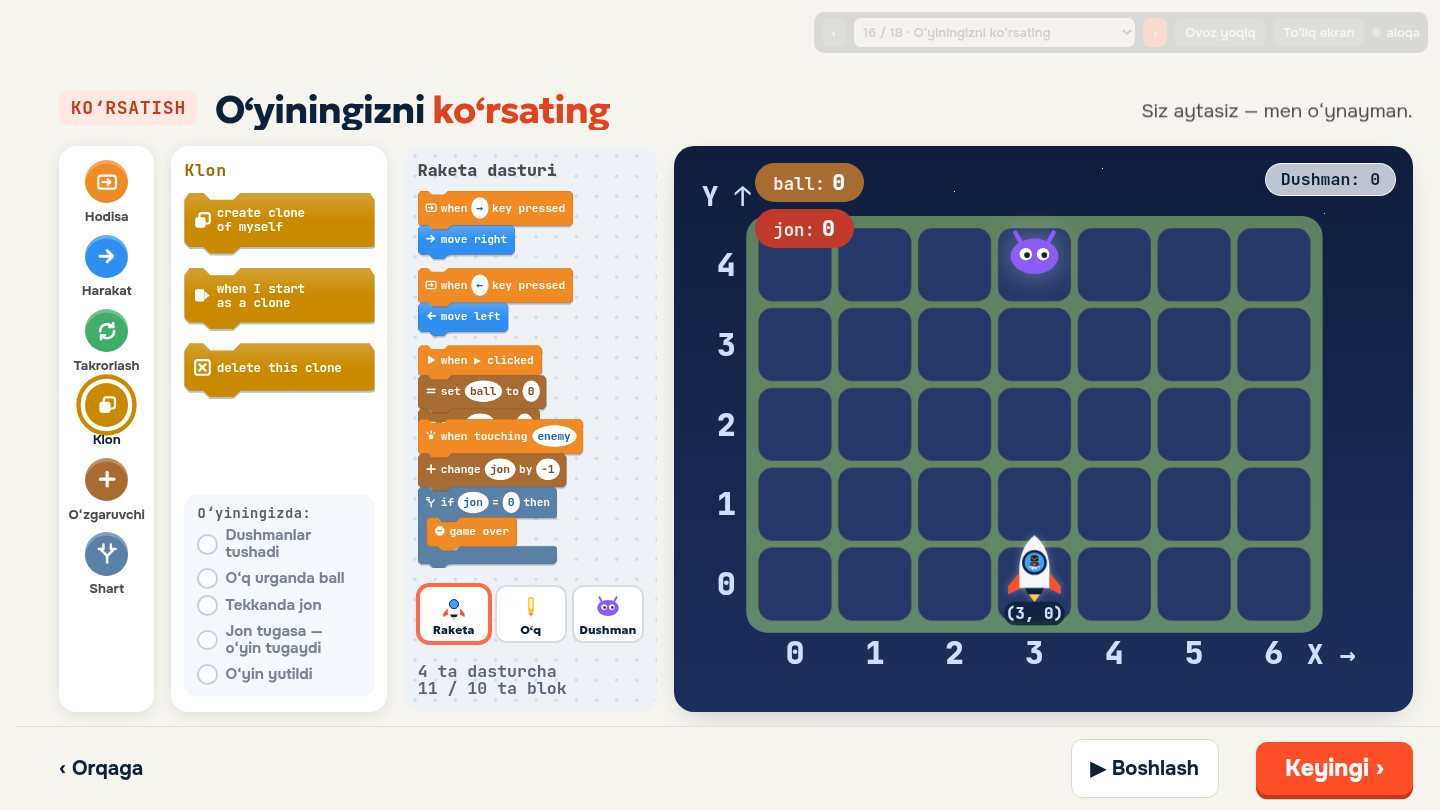 ‹
16 / 18 · O‘yiningizni ko‘rsating
›
Ovoz yoqiq
To‘liq ekran
aloqa
KO‘RSATISH
O‘yiningizni ko‘rsating
Siz aytasiz — men o‘ynayman.
Hodisa
Harakat
Takrorlash
Klon
O‘zgaruvchi
Shart
Klon
create clone
of myself
when I start
as a clone
delete this clone
O‘yiningizda:
Dushmanlar
tushadi
O‘q urganda ball
Tekkanda jon
Jon tugasa —
o‘yin tugaydi
O‘yin yutildi
Raketa dasturi
when → key pressed
→ move right
when ← key pressed
← move left
when ▶ clicked
= set ball to 0
when touching enemy
+ change jon by -1
if jon = 0 then
game over
Raketa
O‘q
Dushman
4 ta dasturcha
11 / 10 ta blok
Y ↑
ball: 0
jon: 0
Dushman: 0
4
3
2
1
0
(3, 0)
0 1 2 3 4 5 6 X →
‹ Orqaga
▶ Boshlash
Keyingi ›